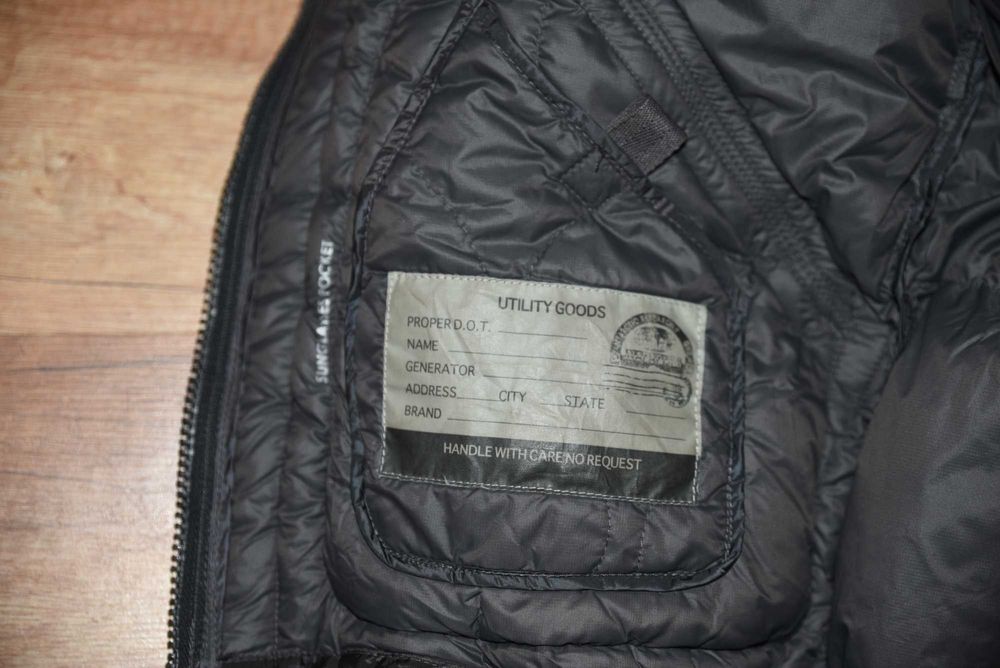 UTILITY GOODS
PROPER D.O.T.
NAME
GENERATOR
ADDRESS CITY STATE
BRAND
HANDLE WITH CARE NO REQUEST
SUNGLASSES POCKET